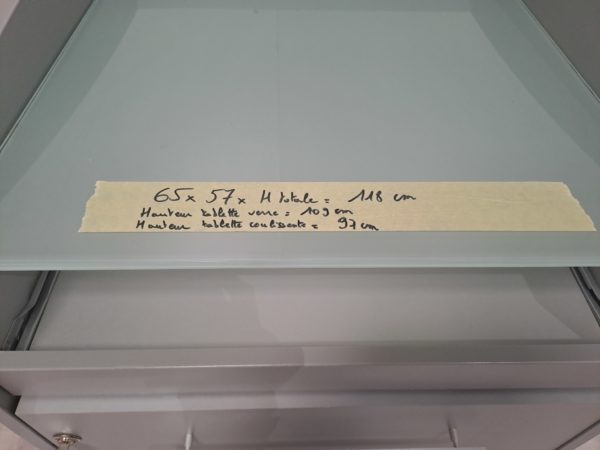 65 x 57 x H totale = 118 cm
Hauteur tablette verre = 109 cm
Hauteur tablette coulissante = 97 cm